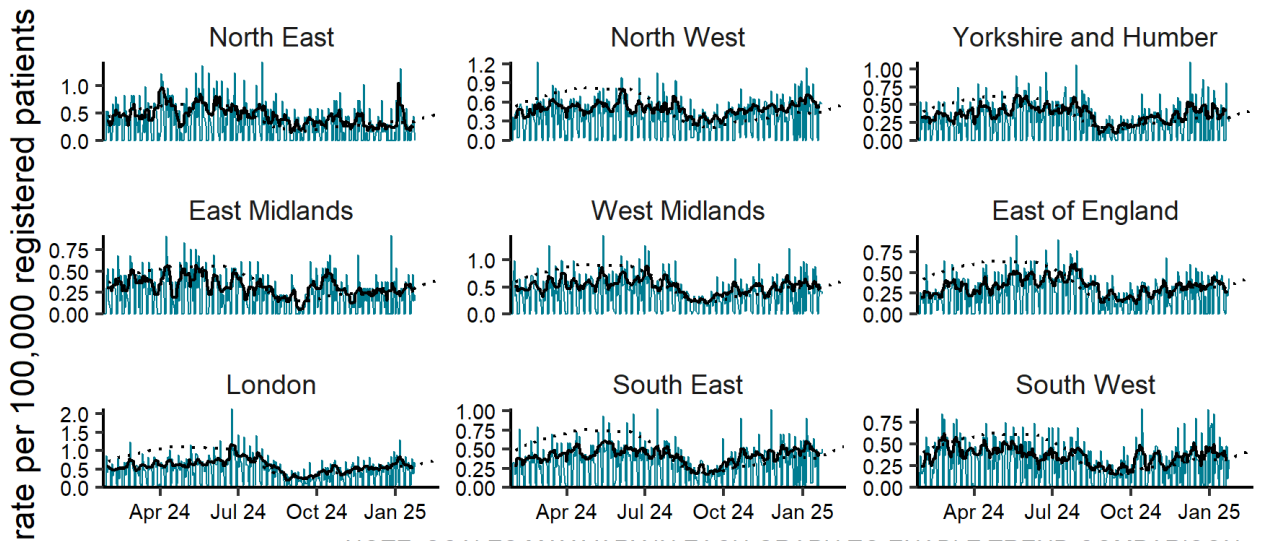 rate per 100,000 registered patients
North East
1.0
0.5
0.0
North West
1.2
0.9
0.6
0.3
0.0
Yorkshire and Humber
1.00
0.75
0.50
0.25
0.00
East Midlands
0.75
0.50
0.25
0.00
West Midlands
1.0
0.5
0.0
East of England
0.75
0.50
0.25
0.00
London
2.0
1.5
1.0
0.5
0.0
Apr 24 Jul 24 Oct 24 Jan 25
South East
1.00
0.75
0.50
0.25
0.00
Apr 24 Jul 24 Oct 24 Jan 25
South West
0.75
0.50
0.25
0.00
Apr 24 Jul 24 Oct 24 Jan 25